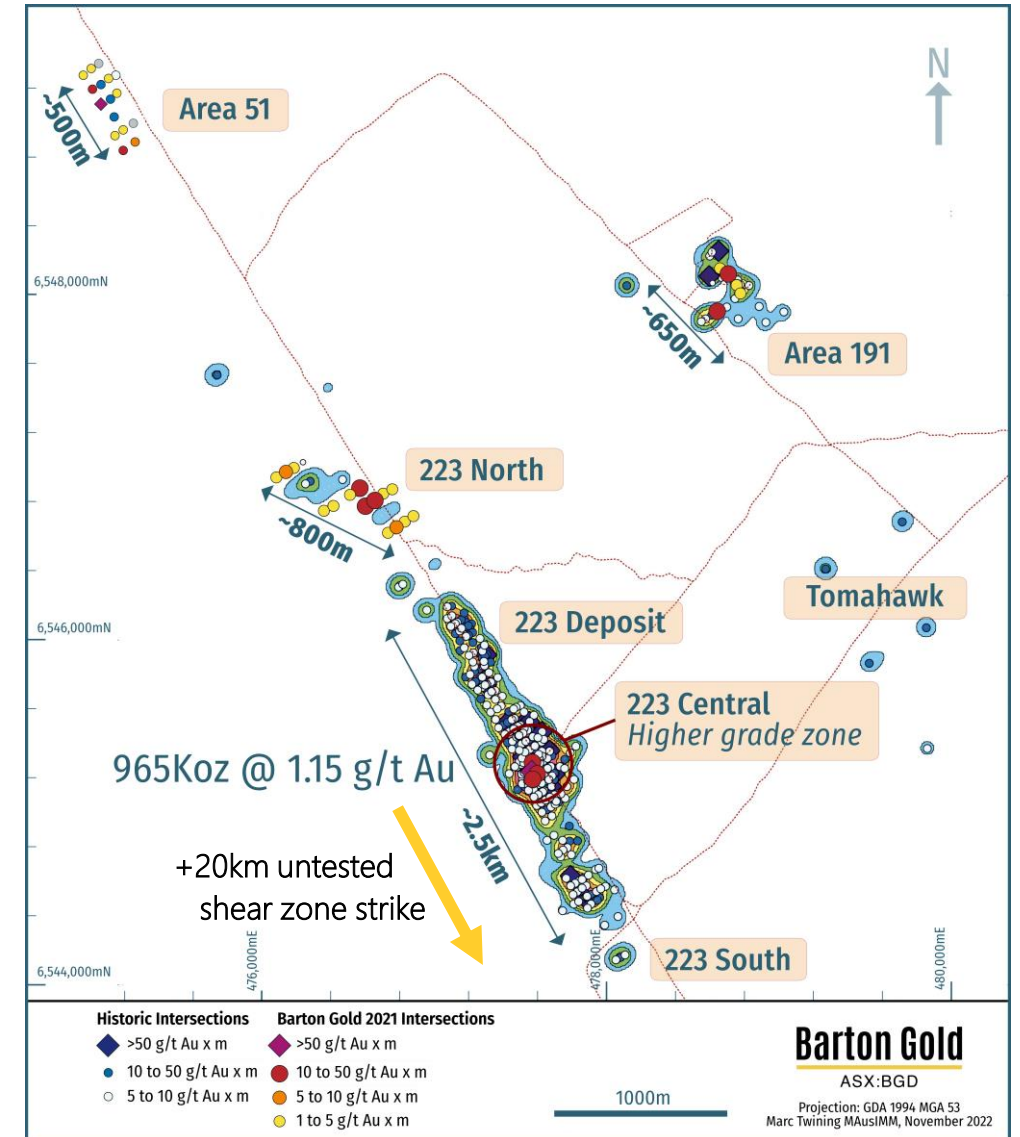 N
Area 51
~500m
6,548,000mN
~650m
Area 191
223 North
~800m
Tomahawk
223 Deposit
6,546,000mN
223 Central
Higher grade zone
965Koz @ 1.15 g/t Au
~2.5km
+20km untested
shear zone strike
476,000mE
478,000mE
480,000mE
223 South
6,544,000mN
Historic Intersections
>50 g/t Au x m
10 to 50 g/t Au x m
5 to 10 g/t Au x m
Barton Gold 2021 Intersections
>50 g/t Au x m
10 to 50 g/t Au x m
5 to 10 g/t Au x m
1 to 5 g/t Au x m
1000m
Barton Gold
ASX:BGD
Projection: GDA 1994 MGA 53
Marc Twining MAusIMM, November 2022